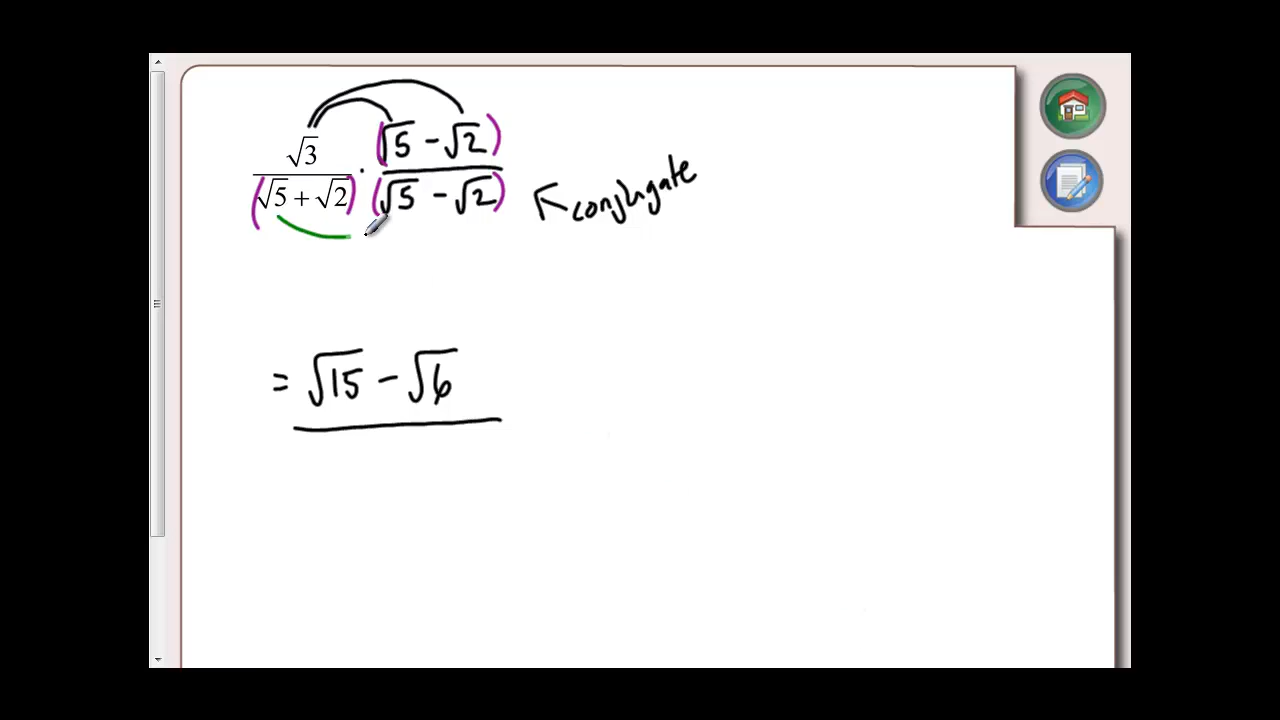 √3/(√5 + √2) · (√5 − √2)/(√5 − √2) ↖conjugate
= √15 − √6